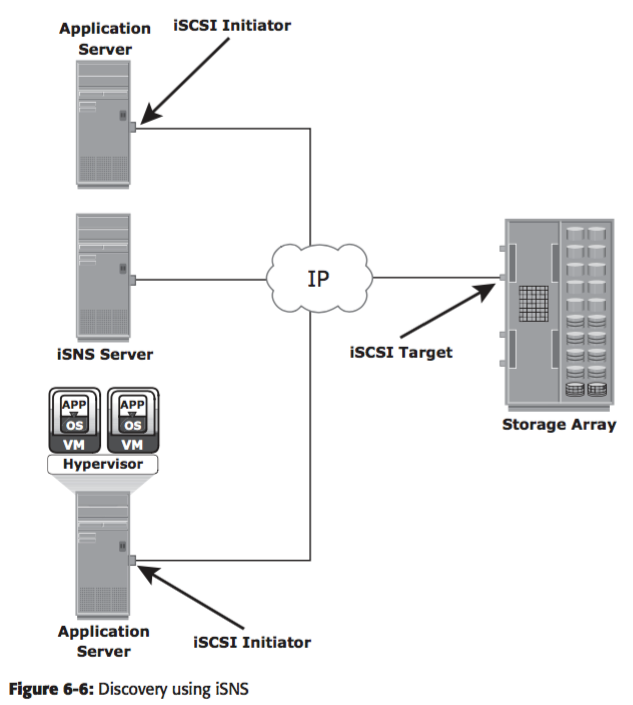 Application
Server
iSCSI Initiator
IP
iSNS Server
iSCSI Target
Storage Array
APP
OS
VM
APP
OS
VM
Hypervisor
Application
Server
iSCSI Initiator
Figure 6-6: Discovery using iSNS